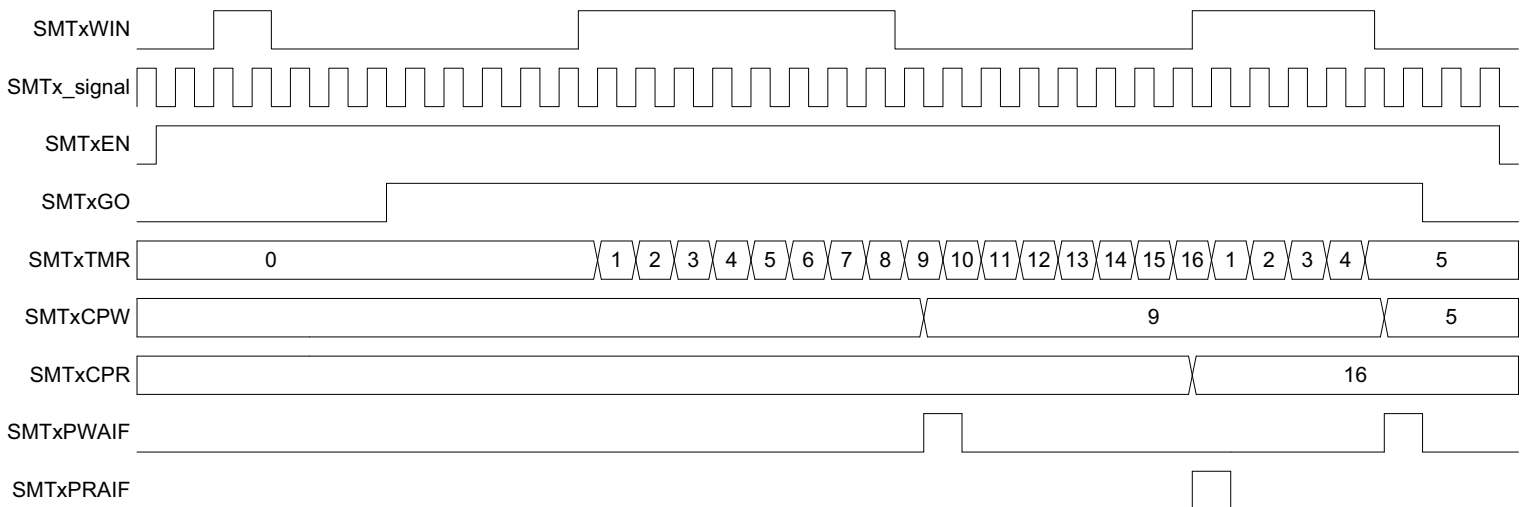 SMTxWIN
SMTx_signal
SMTxEN
SMTxGO
SMTxTMR 0 1 2 3 4 5 6 7 8 9 10 11 12 13 14 15 16 1 2 3 4 5
SMTxCPW 9 5
SMTxCPR 16
SMTxPWAIF
SMTxPRAIF